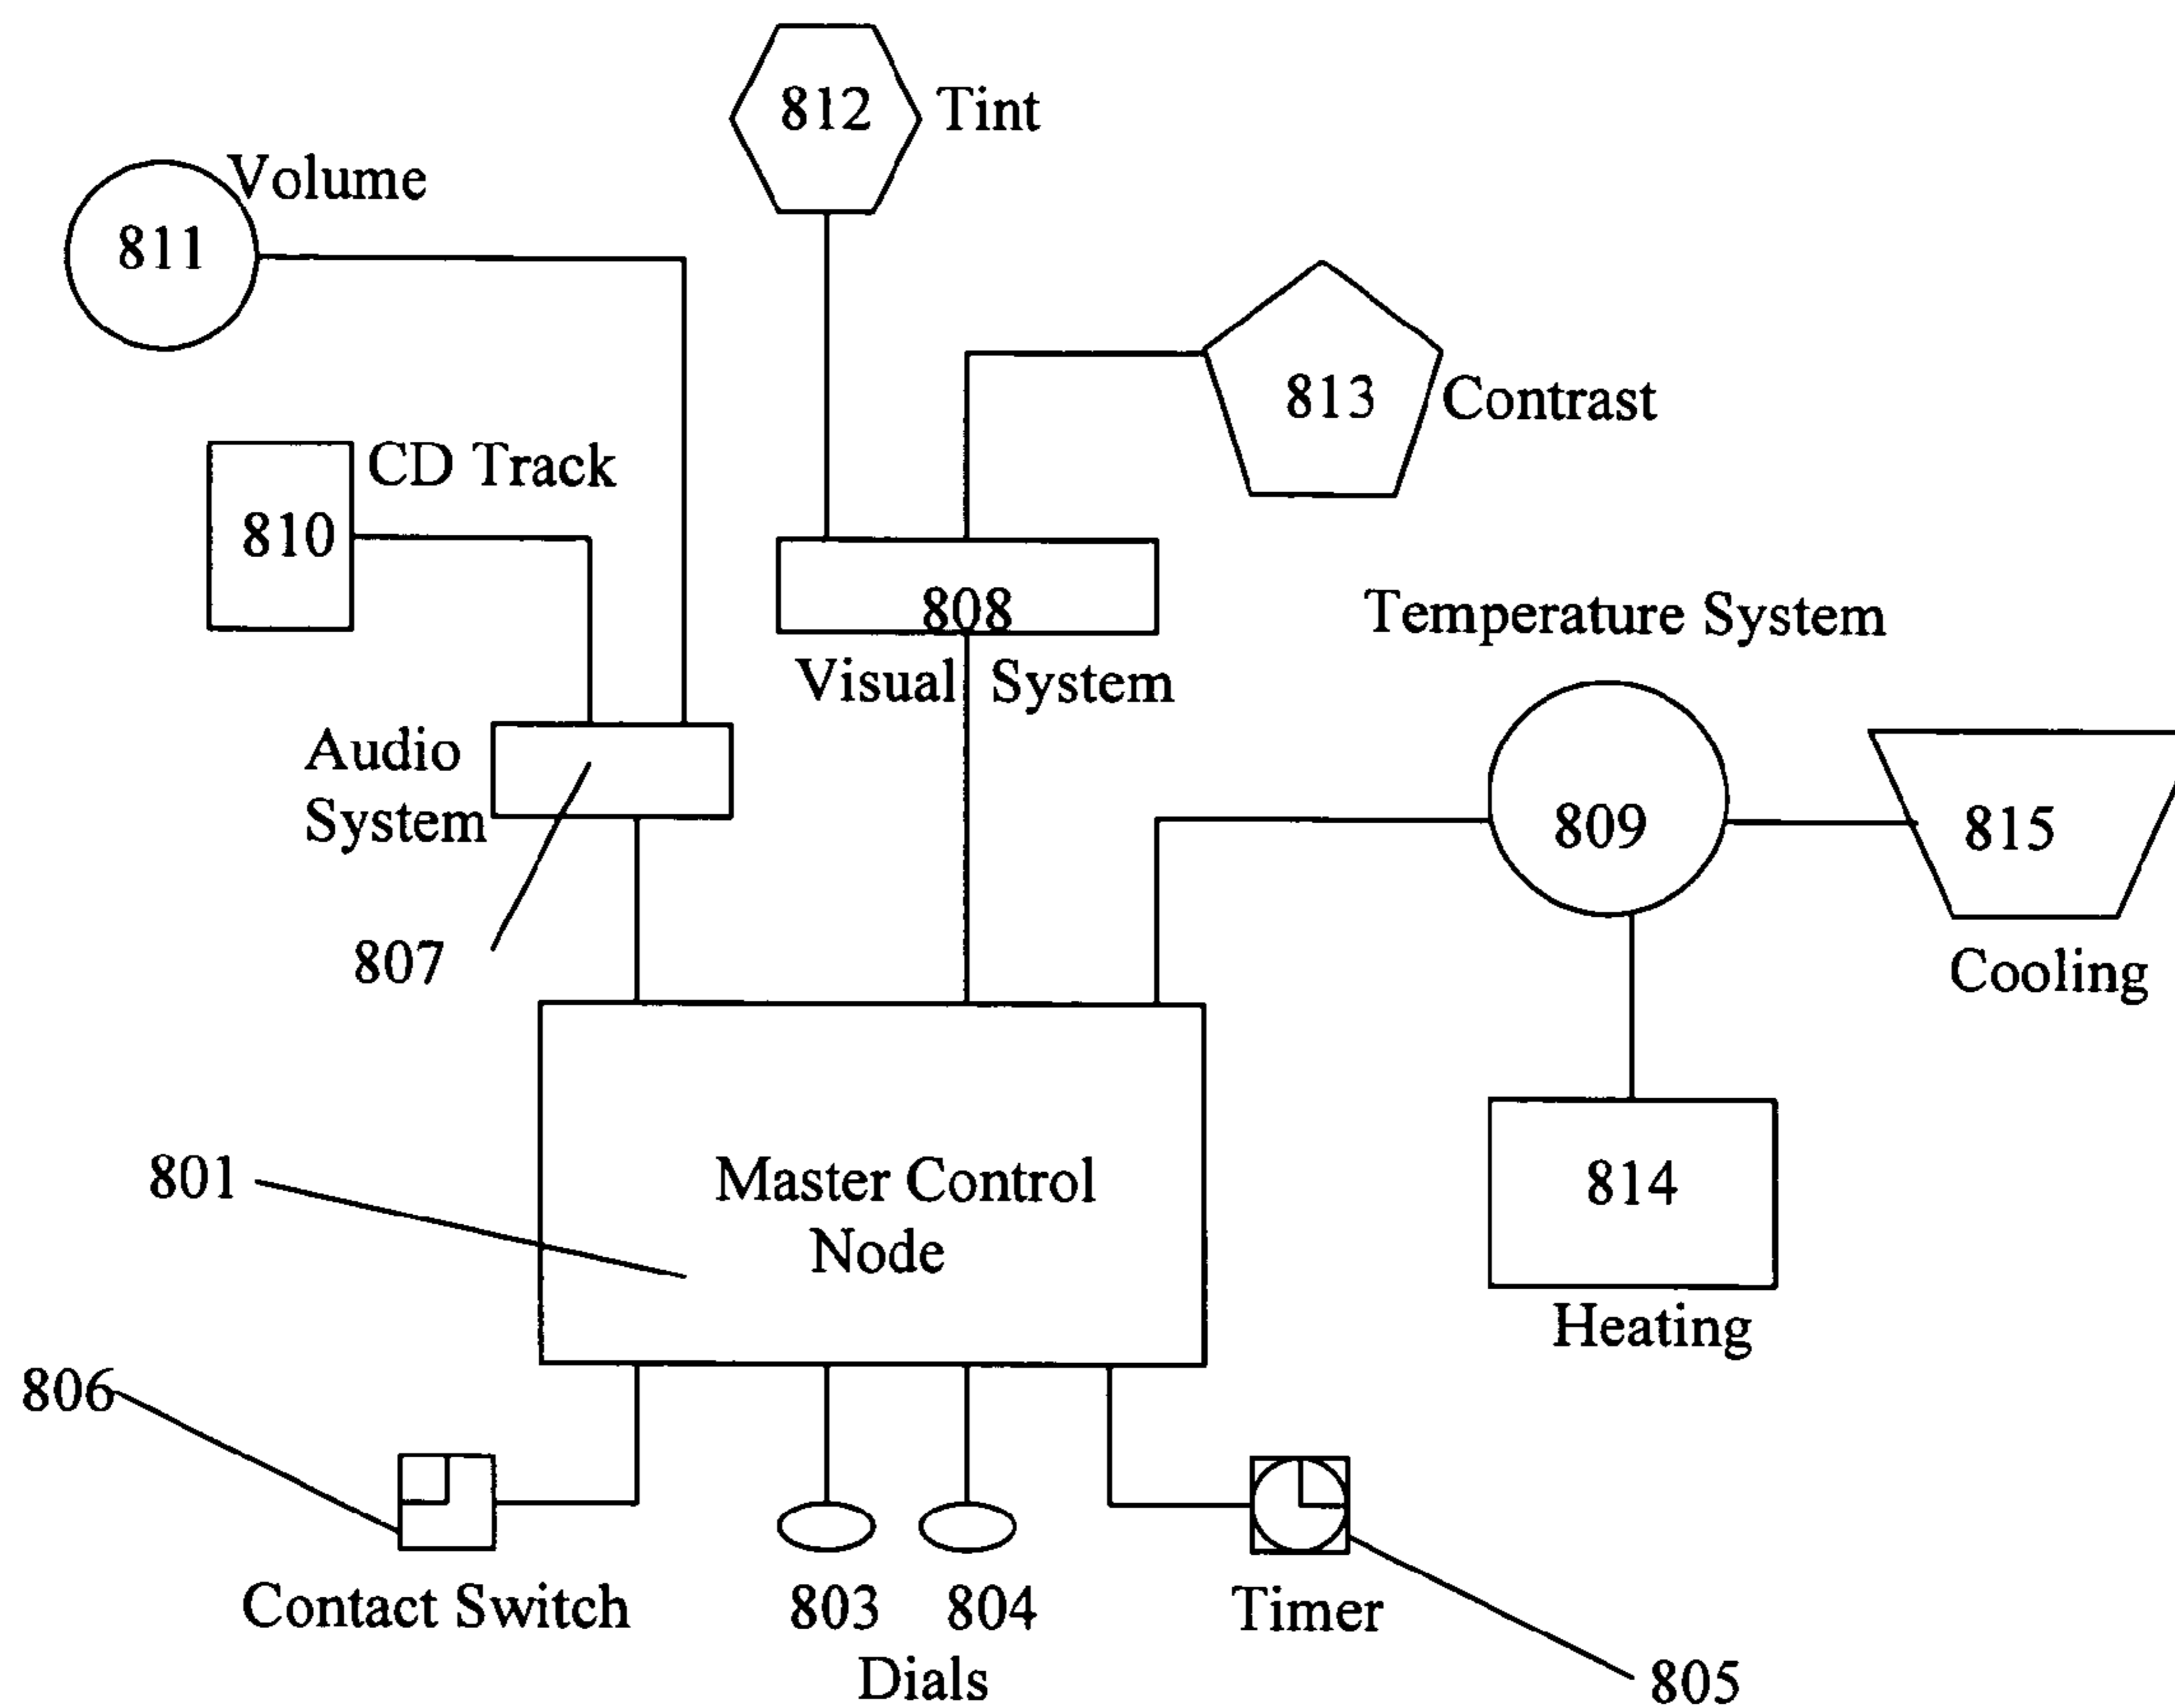 812
Tint
Volume
811
813
Contrast
CD Track
810
808
Visual System
Temperature System
Audio
System
809
815
807
Cooling
801
Master Control
Node
814
Heating
806
Contact Switch
803
804
Dials
Timer
805